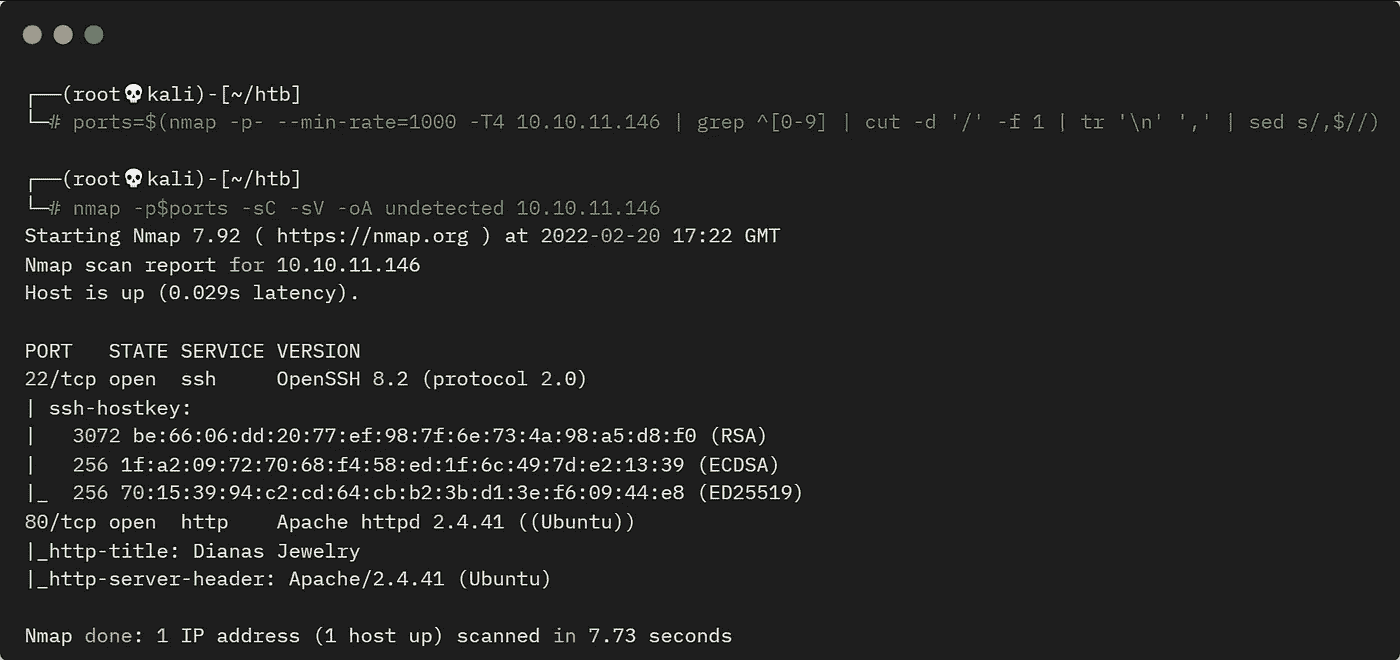 ┌──(root💀kali)-[~/htb]
└─# ports=$(nmap -p- --min-rate=1000 -T4 10.10.11.146 | grep ^[0-9] | cut -d '/' -f 1 | tr '\n' ',' | sed s/,$//)
┌──(root💀kali)-[~/htb]
└─# nmap -p$ports -sC -sV -oA undetected 10.10.11.146
Starting Nmap 7.92 ( https://nmap.org ) at 2022-02-20 17:22 GMT
Nmap scan report for 10.10.11.146
Host is up (0.029s latency).
PORT   STATE SERVICE VERSION
22/tcp open  ssh     OpenSSH 8.2 (protocol 2.0)
| ssh-hostkey:
|   3072 be:66:06:dd:20:77:ef:98:7f:6e:73:4a:98:a5:d8:f0 (RSA)
|   256 1f:a2:09:72:70:68:f4:58:ed:1f:6c:49:7d:e2:13:39 (ECDSA)
|_  256 70:15:39:94:c2:cd:64:cb:b2:3b:d1:3e:f6:09:44:e8 (ED25519)
80/tcp open  http    Apache httpd 2.4.41 ((Ubuntu))
|_http-title: Dianas Jewelry
|_http-server-header: Apache/2.4.41 (Ubuntu)
Nmap done: 1 IP address (1 host up) scanned in 7.73 seconds